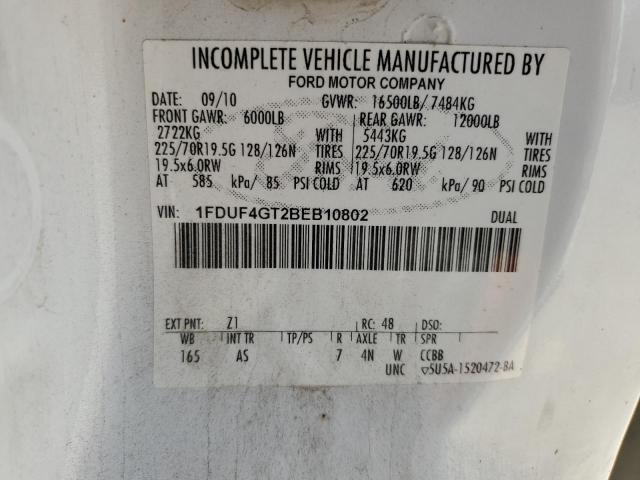 INCOMPLETE VEHICLE MANUFACTURED BY
FORD MOTOR COMPANY
DATE: 09/10 GVWR: 16500LB/ 7484KG
FRONT GAWR: 6000LB REAR GAWR: 12000LB
2722KG WITH 5443KG WITH
225/70R19.5G 128/126N TIRES 225/70R19.5G 128/126N TIRES
19.5x6.0RW RIMS 19.5x6.0RW RIMS
AT 585 kPa/ 85 PSI COLD AT 620 kPa/ 90 PSI COLD
VIN: 1FDUF4GT2BEB10802 DUAL
EXT PNT: Z1 RC: 48 DSO:
WB INT TR TP/PS R AXLE TR SPR
165 AS 7 4N W CCBB
UNC ▽5U5A-1520472-BA